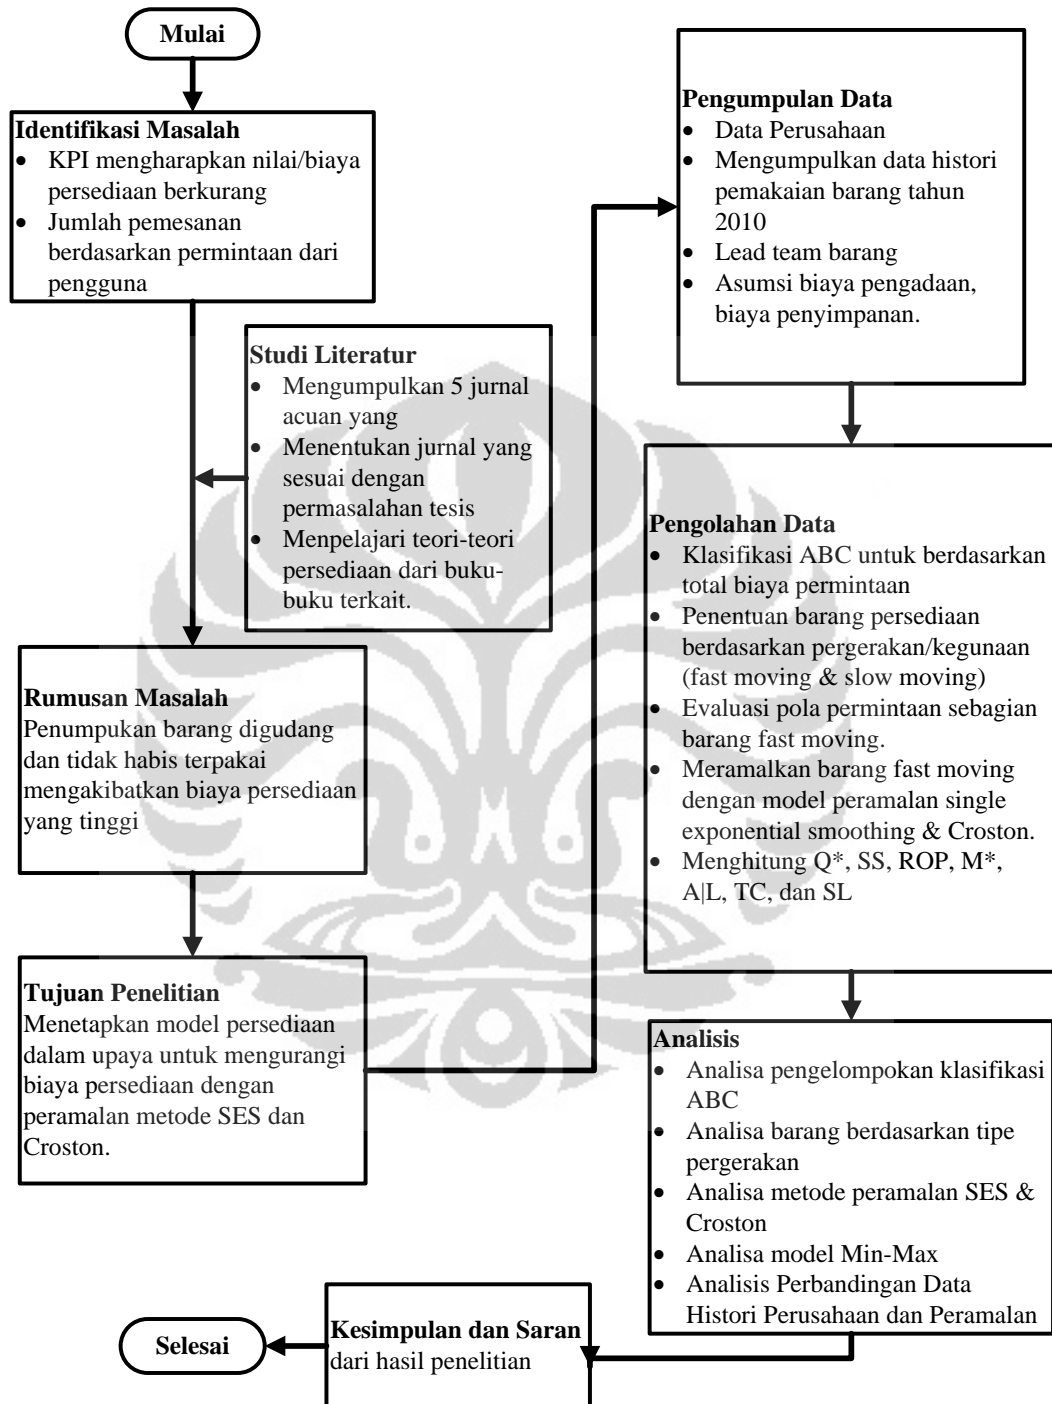 Mulai
Identifikasi Masalah
• KPI mengharapkan nilai/biaya
persediaan berkurang
• Jumlah pemesanan
berdasarkan permintaan dari
pengguna
Studi Literatur
• Mengumpulkan 5 jurnal
acuan yang
• Menentukan jurnal yang
sesuai dengan
permasalahan tesis
• Menpelajari teori-teori
persediaan dari buku-
buku terkait.
Rumusan Masalah
Penumpukan barang digudang
dan tidak habis terpakai
mengakibatkan biaya persediaan
yang tinggi
Tujuan Penelitian
Menetapkan model persediaan
dalam upaya untuk mengurangi
biaya persediaan dengan
peramalan metode SES dan
Croston.
Pengumpulan Data
• Data Perusahaan
• Mengumpulkan data histori
pemakaian barang tahun
2010
• Lead team barang
• Asumsi biaya pengadaan,
biaya penyimpanan.
Pengolahan Data
• Klasifikasi ABC untuk berdasarkan
total biaya permintaan
• Penentuan barang persediaan
berdasarkan pergerakan/kegunaan
(fast moving & slow moving)
• Evaluasi pola permintaan sebagian
barang fast moving.
• Meramalkan barang fast moving
dengan model peramalan single
exponential smoothing & Croston.
• Menghitung Q*, SS, ROP, M*,
A|L, TC, dan SL
Analisis
• Analisa pengelompokan klasifikasi
ABC
• Analisa barang berdasarkan tipe
pergerakan
• Analisa metode peramalan SES &
Croston
• Analisa model Min-Max
• Analisis Perbandingan Data
Histori Perusahaan dan Peramalan
Kesimpulan dan Saran
dari hasil penelitian
Selesai